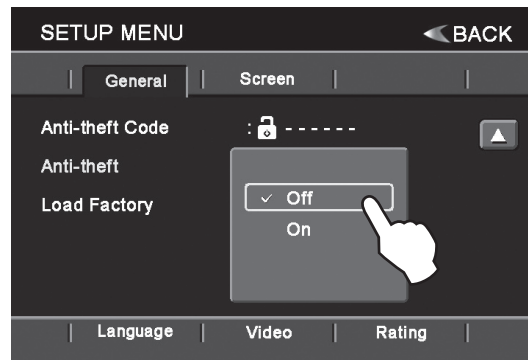 SETUP MENU BACK
General Screen
Anti-theft Code : - - - - - -
Anti-theft
Load Factory
Off
On
Language Video Rating